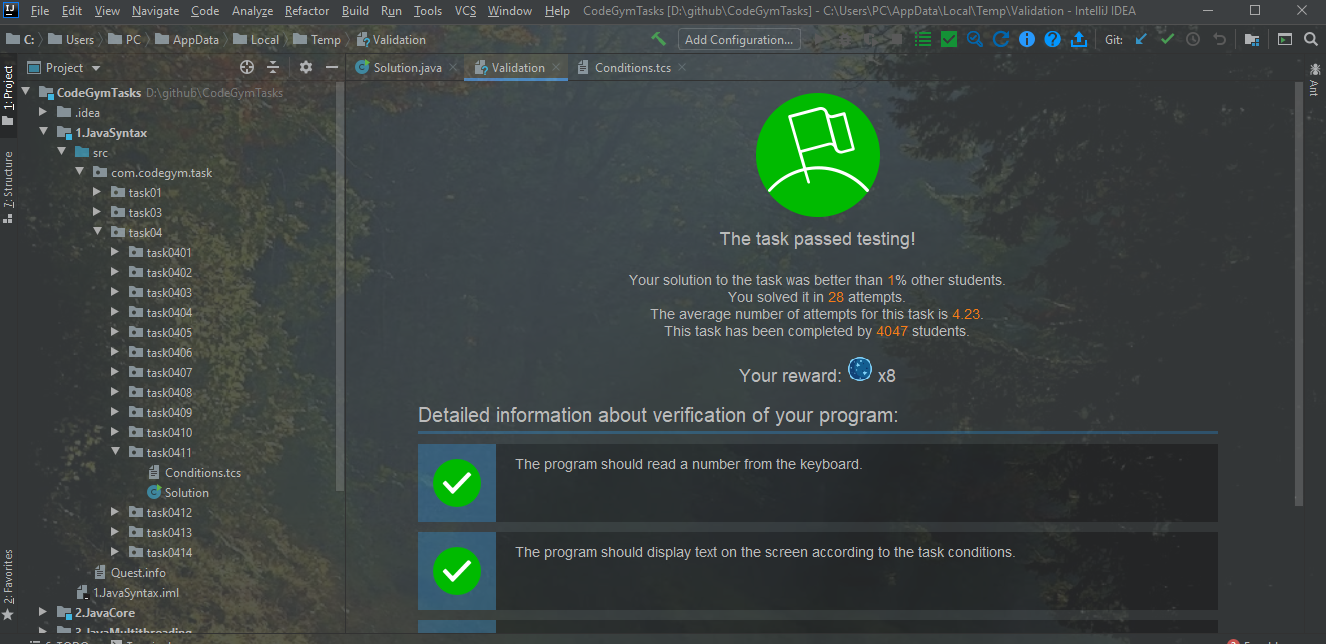 File Edit View Navigate Code Analyze Refactor Build Run Tools VCS Window Help CodeGymTasks [D:\github\CodeGymTasks] - C:\Users\PC\AppData\Local\Temp\Validation - IntelliJ IDEA
C: Users PC AppData Local Temp Validation Add Configuration... Git:
Project Solution.java Validation Conditions.tcs
1: Project
7: Structure
2: Favorites
Ant
CodeGymTasks D:\github\CodeGymTasks
.idea
1.JavaSyntax
src
com.codegym.task
task01
task03
task04
task0401
task0402
task0403
task0404
task0405
task0406
task0407
task0408
task0409
task0410
task0411
Conditions.tcs
Solution
task0412
task0413
task0414
Quest.info
1.JavaSyntax.iml
2.JavaCore
3.JavaMultithreading
The task passed testing!
Your solution to the task was better than 1% other students.
You solved it in 28 attempts.
The average number of attempts for this task is 4.23.
This task has been completed by 4047 students.
Your reward: x8
Detailed information about verification of your program:
The program should read a number from the keyboard.
The program should display text on the screen according to the task conditions.